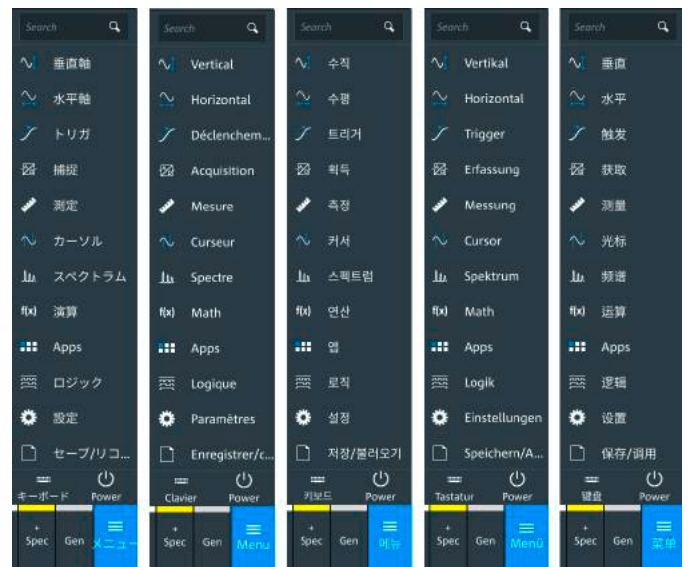 Search
垂直軸
水平軸
トリガ
捕捉
測定
カーソル
スペクトラム
f(x) 演算
Apps
ロジック
設定
セーブ/リコ...
キーボード Power
+
Spec Gen メニュー
Search
Vertical
Horizontal
Déclenchem...
Acquisition
Mesure
Curseur
Spectre
f(x) Math
Apps
Logique
Paramètres
Enregistrer/c...
Clavier Power
+
Spec Gen Menu
Search
수직
수평
트리거
획득
측정
커서
스펙트럼
f(x) 연산
앱
로직
설정
저장/불러오기
키보드 Power
+
Spec Gen 메뉴
Search
Vertikal
Horizontal
Trigger
Erfassung
Messung
Cursor
Spektrum
f(x) Math
Apps
Logik
Einstellungen
Speichern/A...
Tastatur Power
+
Spec Gen Menü
Search
垂直
水平
触发
获取
测量
光标
频谱
f(x) 运算
Apps
逻辑
设置
保存/调用
键盘 Power
+
Spec Gen 菜单